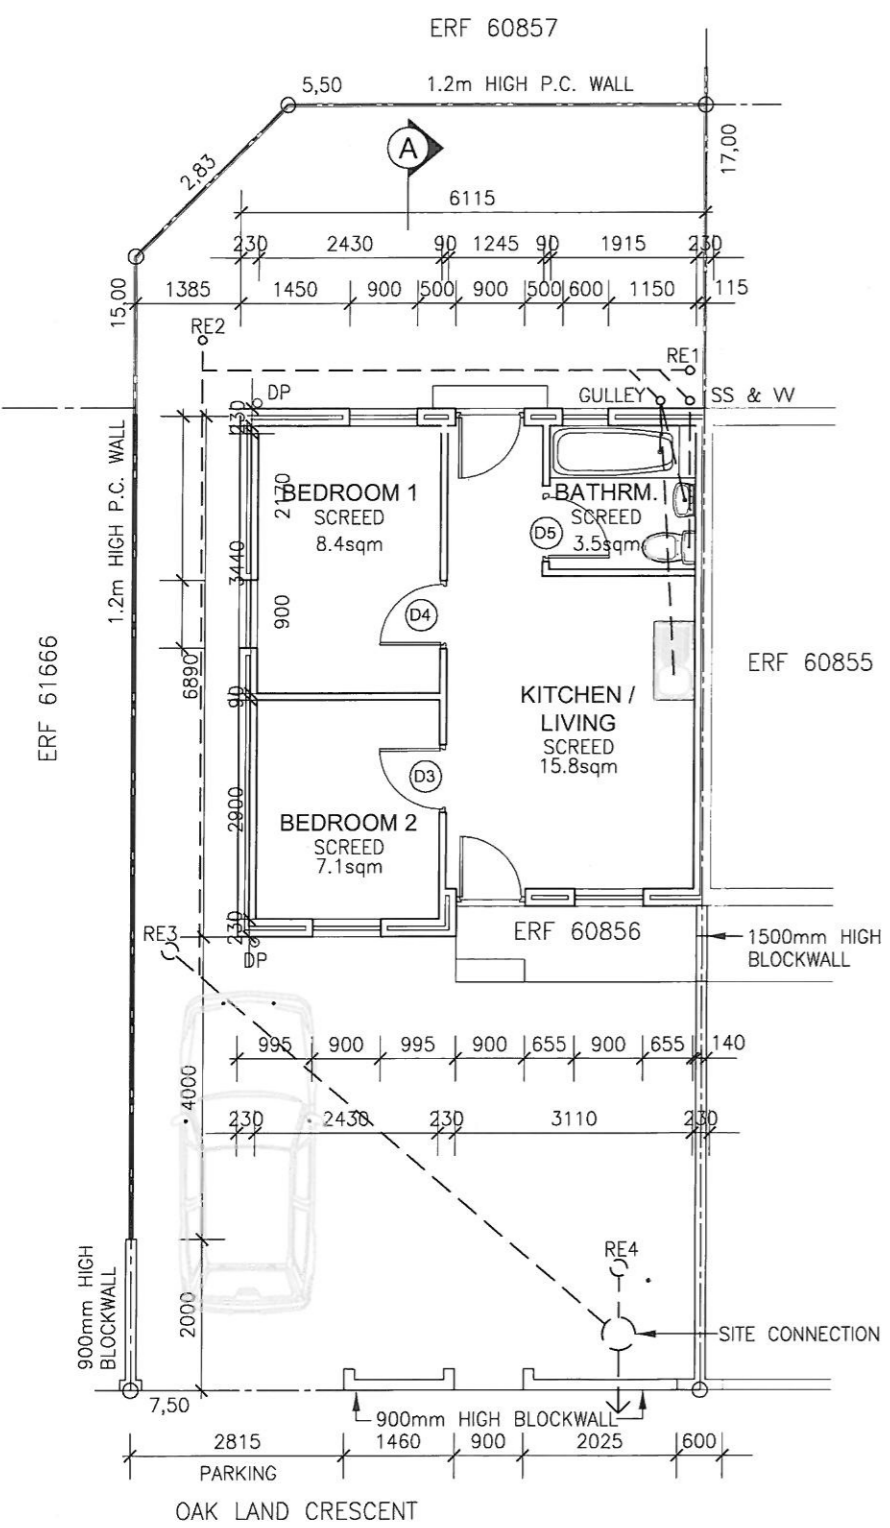 ERF 60857
5,50
1.2m HIGH P.C. WALL
17,00
A
2,83
6115
230 2430 90 1245 90 1915 230
15,00
1385 1450 900 500 900 500 600 1150 115
RE2
RE1
DP
GULLEY
SS & VV
230
1.2m HIGH P.C. WALL
2170
BEDROOM 1
SCREED
8.4sqm
BATHRM.
SCREED
3.5sqm
D5
3440
900
D4
6890
90
ERF 61666
ERF 60855
KITCHEN /
LIVING
SCREED
15.8sqm
D3
2900
BEDROOM 2
SCREED
7.1sqm
230
RE3
DP
ERF 60856
1500mm HIGH
BLOCKWALL
995 900 995 900 655 900 655 140
4000
230 2430 230 3110 230
RE4
900mm HIGH
BLOCKWALL
2000
SITE CONNECTION
7,50
900mm HIGH BLOCKWALL
2815 1460 900 2025 600
PARKING
OAK LAND CRESCENT